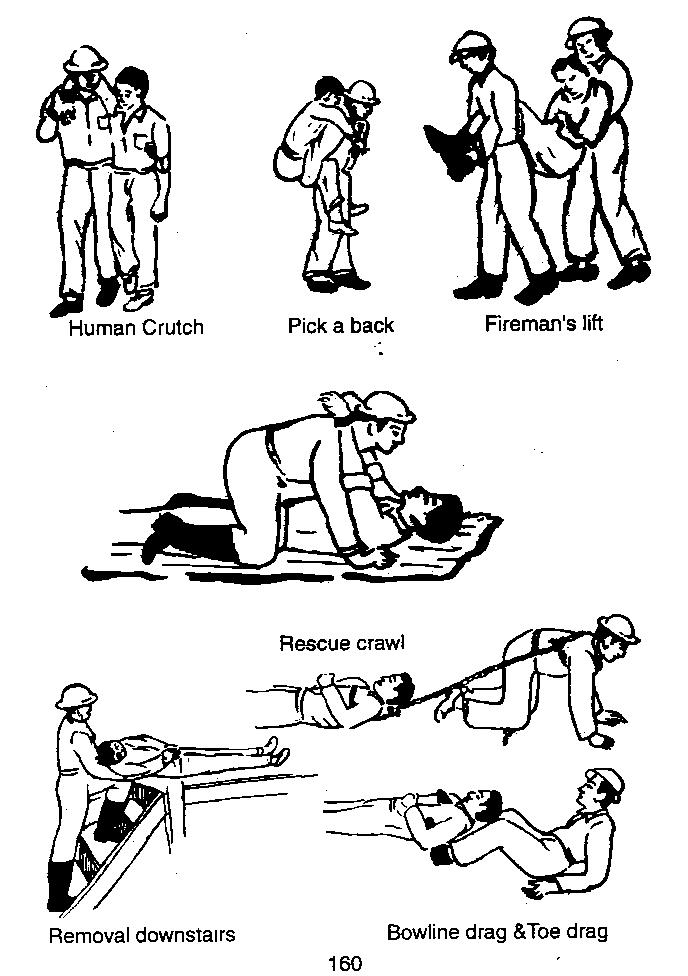 Human Crutch
Pick a back
Fireman's lift
Rescue crawl
Removal downstairs
Bowline drag &Toe drag
160